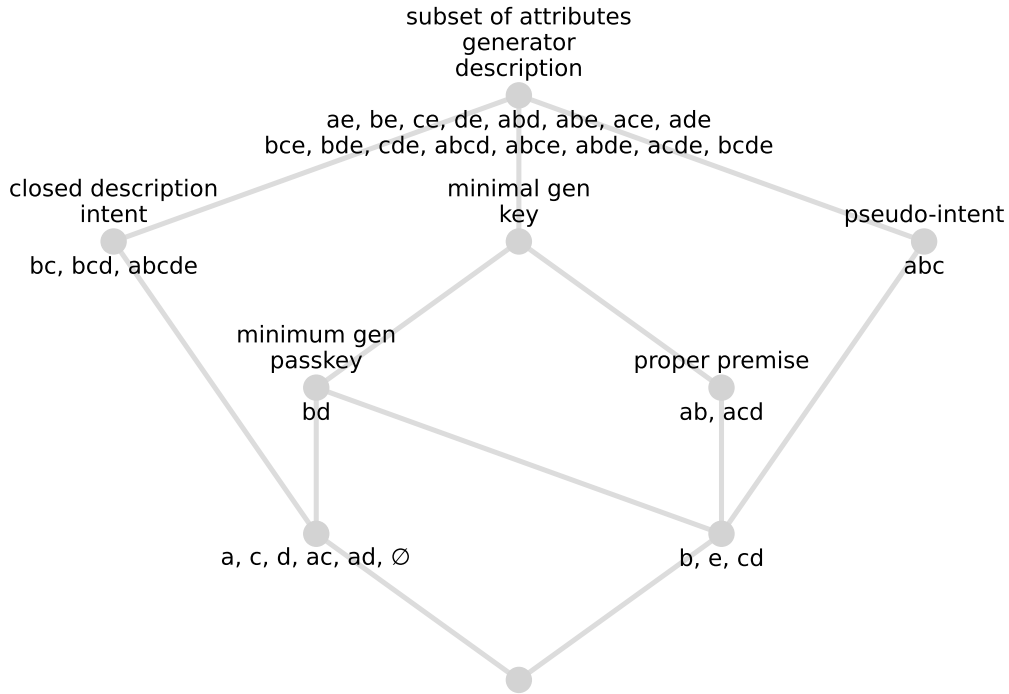 subset of attributes
generator
description
ae, be, ce, de, abd, abe, ace, ade
bce, bde, cde, abcd, abce, abde, acde, bcde
closed description
intent
bc, bcd, abcde
minimal gen
key
pseudo-intent
abc
minimum gen
passkey
bd
proper premise
ab, acd
a, c, d, ac, ad, ∅
b, e, cd